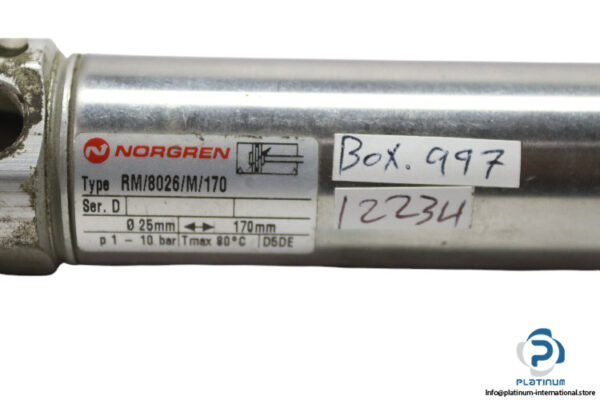 NORGREN
Type RM/8026/M/170
Ser. D
Ø 25mm 170mm
p 1 - 10 bar Tmax 80°C D5DE
Box. 997
12234
PLATINUM
Info@platinum-international.store